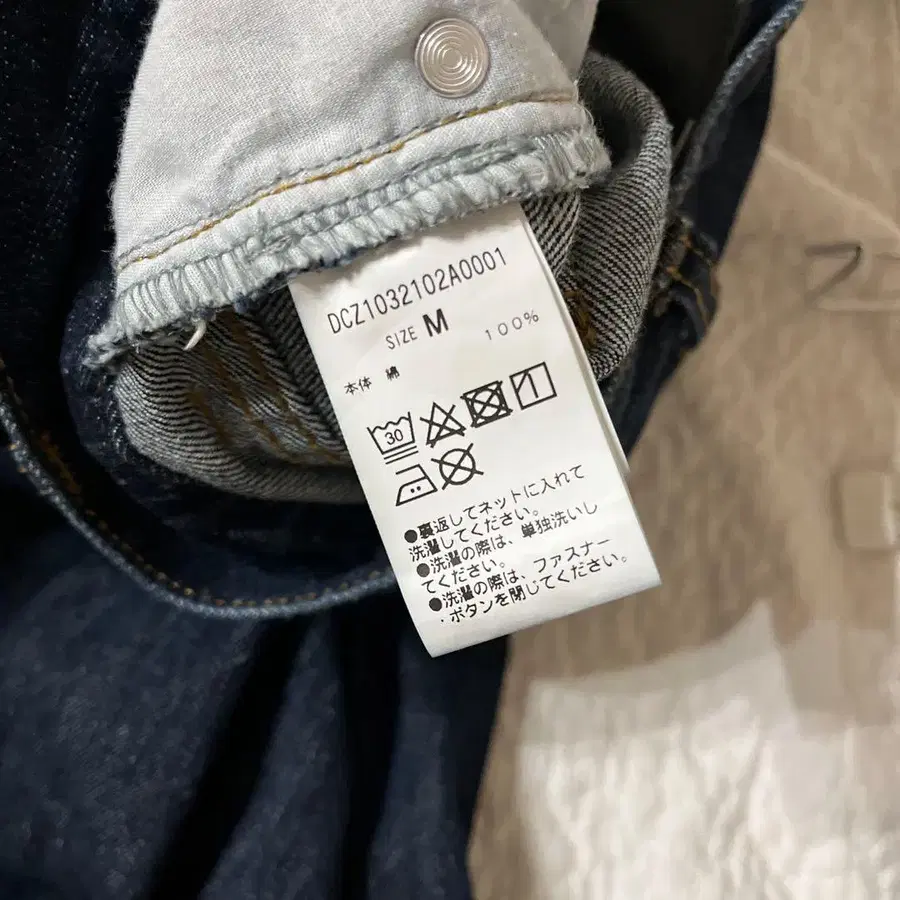 DCZ1032102A0001
SIZE M
本体 綿 100%
30
●裏返してネットに入れて
洗濯してください。
●洗濯の際は、単独洗いし
てください。
●洗濯の際は、ファスナー
・ボタンを閉じてください。